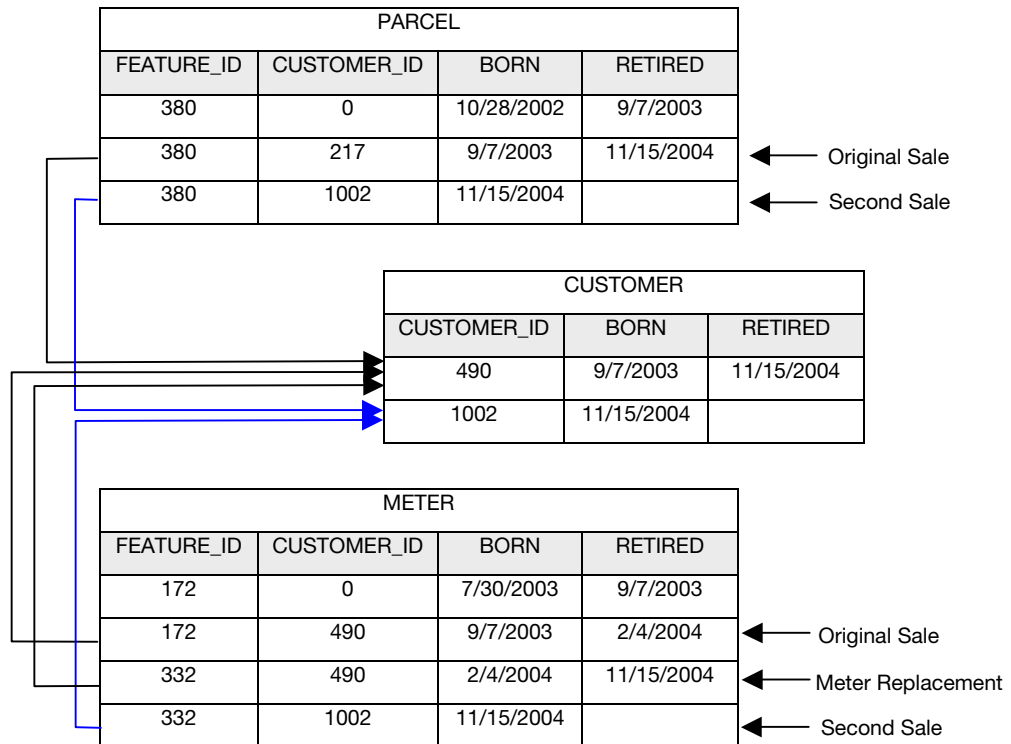 PARCEL
FEATURE_ID CUSTOMER_ID BORN RETIRED
380 0 10/28/2002 9/7/2003
380 217 9/7/2003 11/15/2004 Original Sale
380 1002 11/15/2004 Second Sale
CUSTOMER
CUSTOMER_ID BORN RETIRED
490 9/7/2003 11/15/2004
1002 11/15/2004
METER
FEATURE_ID CUSTOMER_ID BORN RETIRED
172 0 7/30/2003 9/7/2003
172 490 9/7/2003 2/4/2004 Original Sale
332 490 2/4/2004 11/15/2004 Meter Replacement
332 1002 11/15/2004 Second Sale